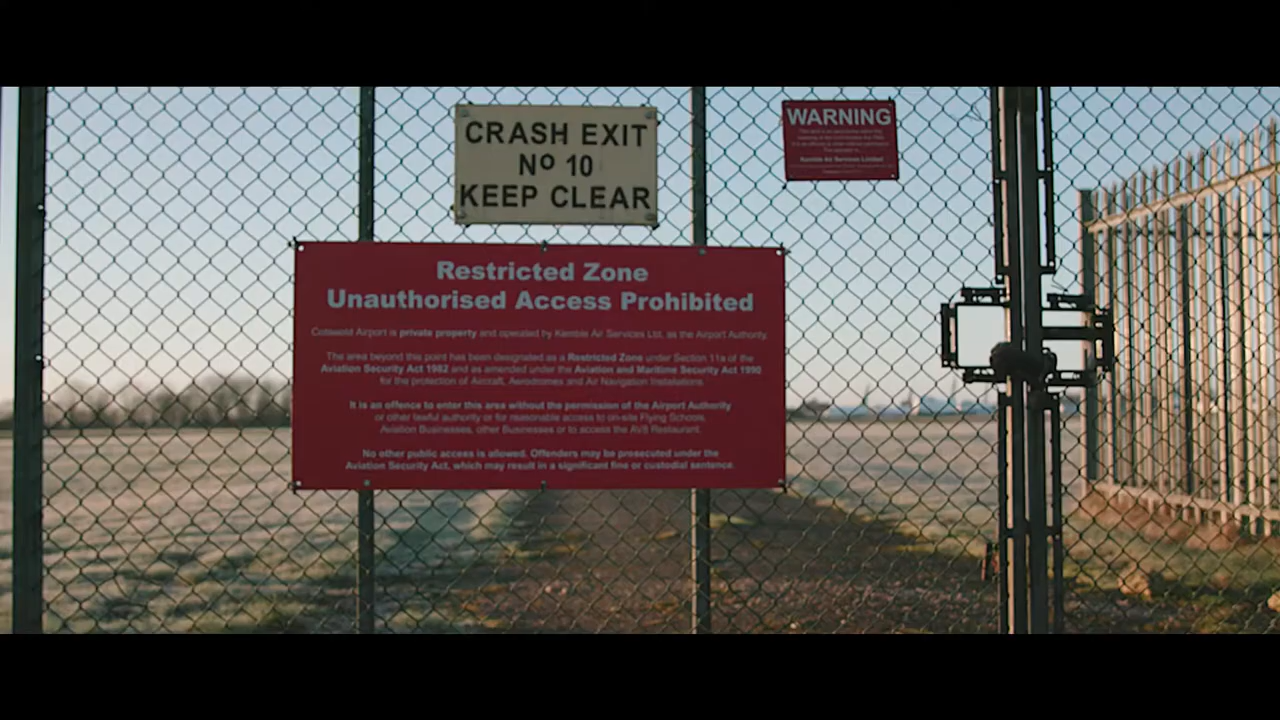 CRASH EXIT
Nº 10
KEEP CLEAR
WARNING
Kemble Air Services Limited
Restricted Zone
Unauthorised Access Prohibited
Cotswold Airport is private property and operated by Kemble Air Services Ltd, as the Airport Authority.
The area beyond this point has been designated as a Restricted Zone under Section 11a of the
Aviation Security Act 1982 and as amended under the Aviation and Maritime Security Act 1990
for the protection of Aircraft, Aerodromes and Air Navigation Installations.
It is an offence to enter this area without the permission of the Airport Authority
or other lawful authority or for reasonable access to on-site Flying Schools,
Aviation Businesses, other Businesses or to access the AV8 Restaurant.
No other public access is allowed. Offenders may be prosecuted under the
Aviation Security Act, which may result in a significant fine or custodial sentence.